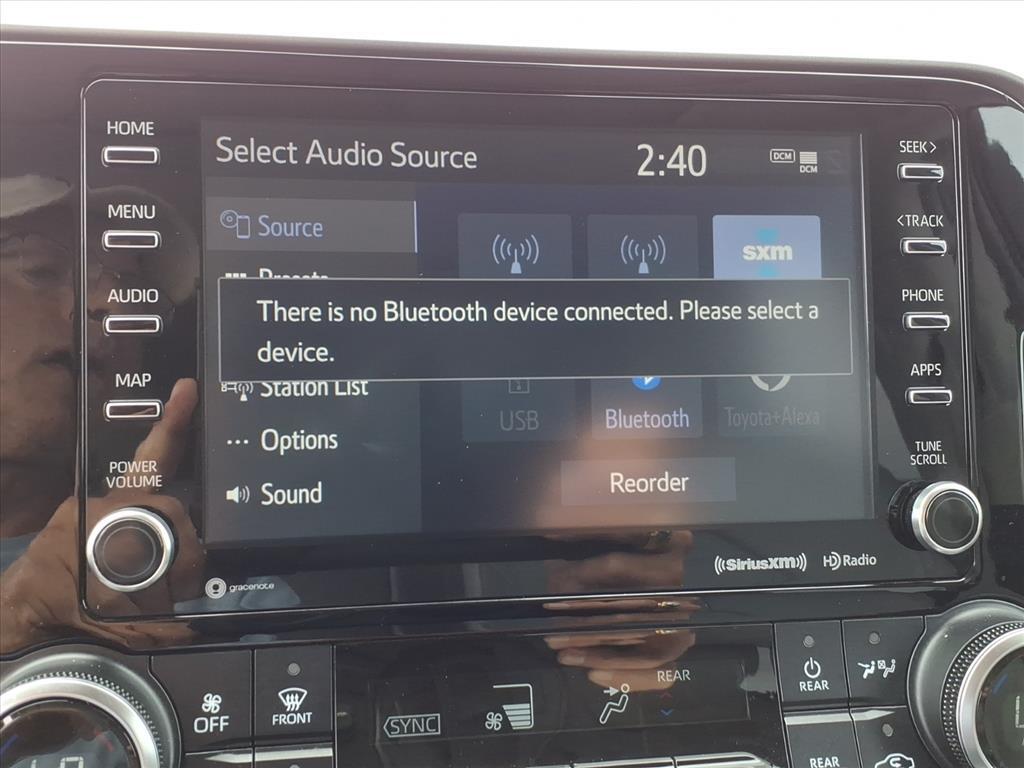 HOME
MENU
AUDIO
MAP
POWER
VOLUME
Select Audio Source
2:40
DCM
DCM
Source
sxm
There is no Bluetooth device connected. Please select a
device.
Station List
USB
Bluetooth
Toyota+Alexa
Options
Sound
Reorder
SEEK>
<TRACK
PHONE
APPS
TUNE
SCROLL
gracenote
((SiriusXM))
HD Radio
OFF
FRONT
SYNC
REAR
REAR
REAR